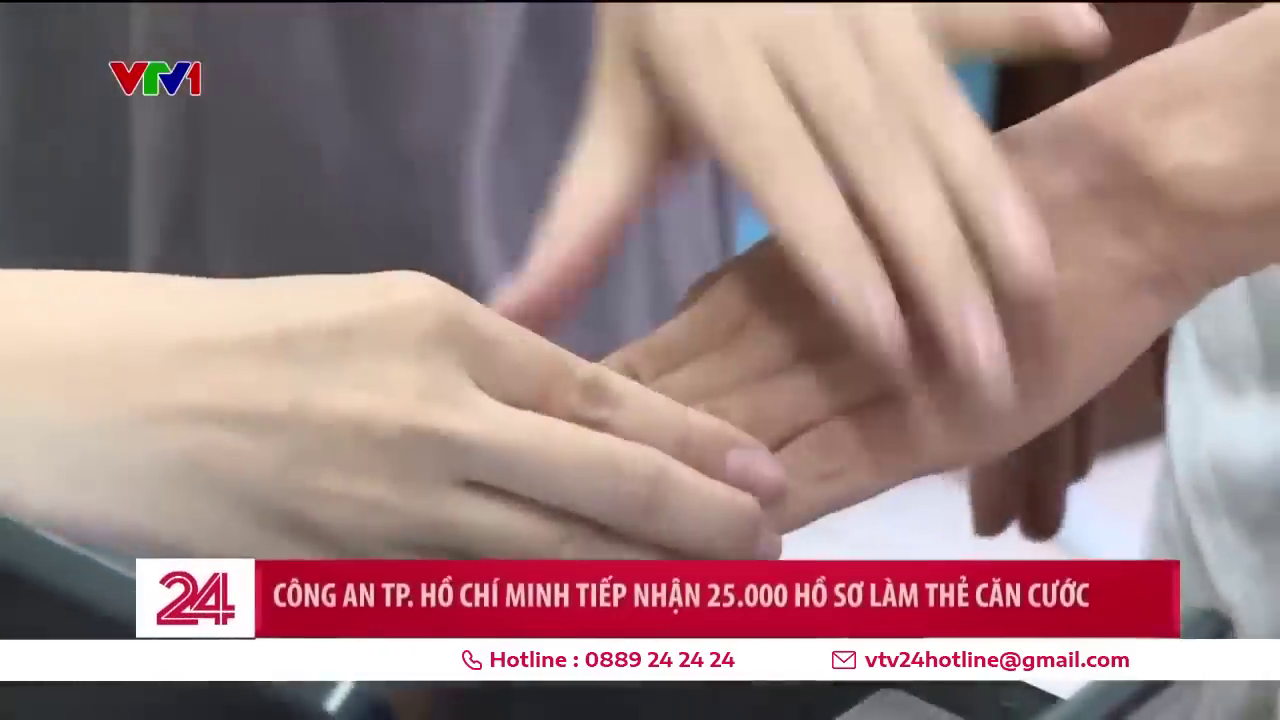 VTV1
24 CÔNG AN TP. HỒ CHÍ MINH TIẾP NHẬN 25.000 HỒ SƠ LÀM THẺ CĂN CƯỚC
Hotline : 0889 24 24 24 vtv24hotline@gmail.com